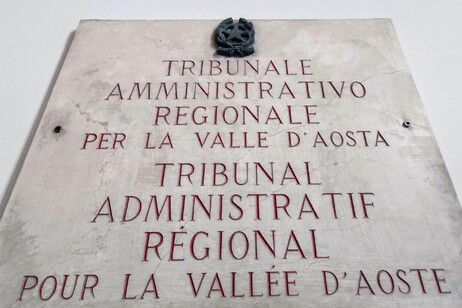 TRIBUNALE
AMMINISTRATIVO
REGIONALE
PER LA VALLE D'AOSTA
TRIBUNAL
ADMINISTRATIF
RÉGIONAL
POUR LA VALLÉE D'AOSTE